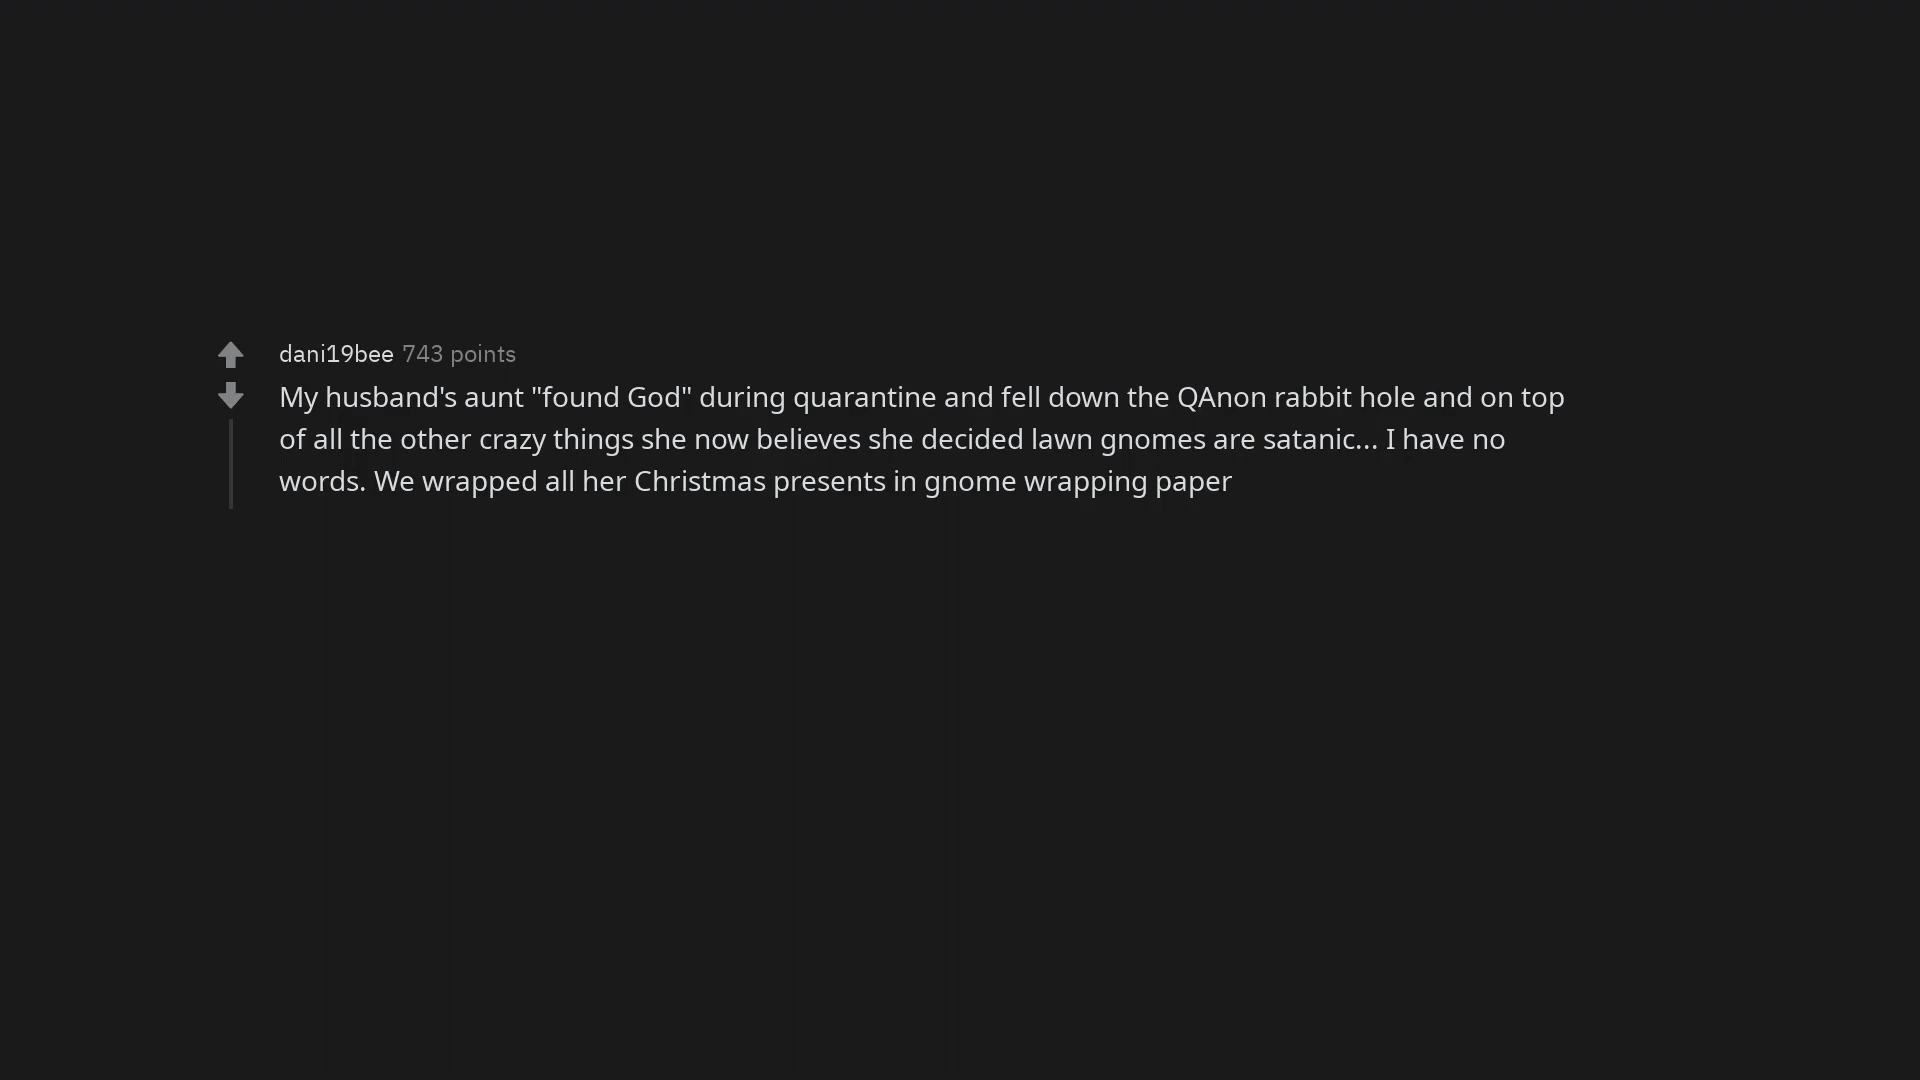 dani19bee 743 points
My husband's aunt "found God" during quarantine and fell down the QAnon rabbit hole and on top
of all the other crazy things she now believes she decided lawn gnomes are satanic... I have no
words. We wrapped all her Christmas presents in gnome wrapping paper